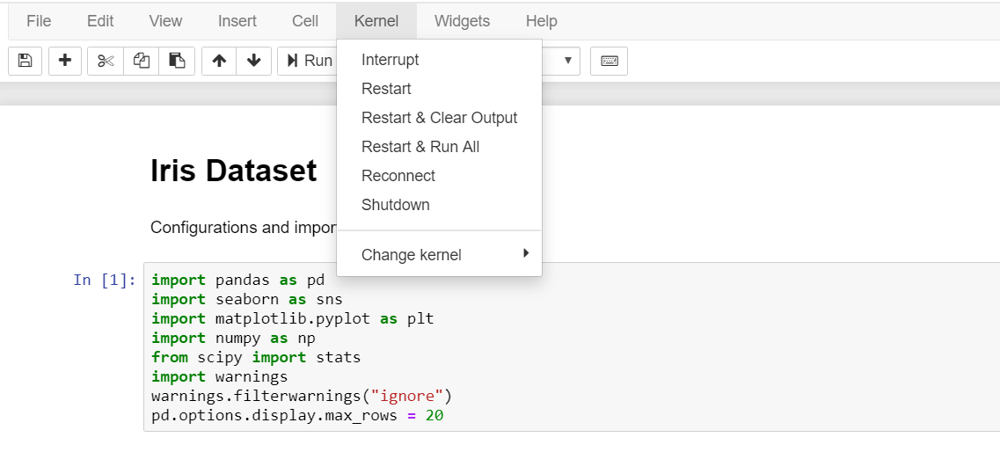 File Edit View Insert Cell Kernel Widgets Help
Run
Interrupt
Restart
Restart & Clear Output
Restart & Run All
Reconnect
Shutdown
Change kernel
Iris Dataset
Configurations and
In [1]:
import pandas as pd
import seaborn as sns
import matplotlib.pyplot as plt
import numpy as np
from scipy import stats
import warnings
warnings.filterwarnings("ignore")
pd.options.display.max_rows = 20